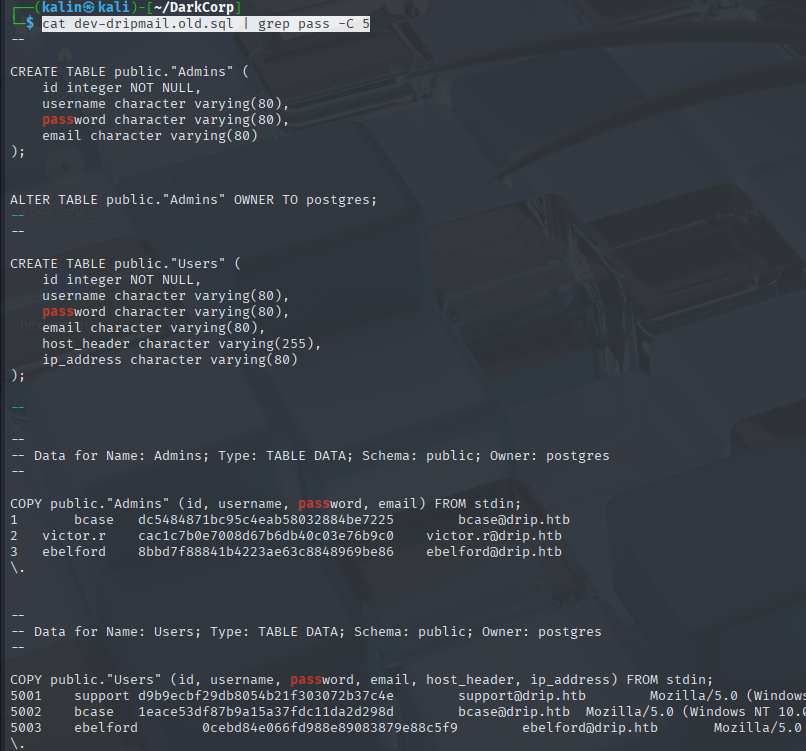 ┌──(kalin㉿kali)-[~/DarkCorp]
└─$ cat dev-dripmail.old.sql | grep pass -C 5
--

CREATE TABLE public."Admins" (
    id integer NOT NULL,
    username character varying(80),
    password character varying(80),
    email character varying(80)
);


ALTER TABLE public."Admins" OWNER TO postgres;
--
--

CREATE TABLE public."Users" (
    id integer NOT NULL,
    username character varying(80),
    password character varying(80),
    email character varying(80),
    host_header character varying(255),
    ip_address character varying(80)
);

--

--
-- Data for Name: Admins; Type: TABLE DATA; Schema: public; Owner: postgres
--

COPY public."Admins" (id, username, password, email) FROM stdin;
1       bcase   dc5484871bc95c4eab58032884be7225        bcase@drip.htb
2   victor.r    cac1c7b0e7008d67b6db40c03e76b9c0    victor.r@drip.htb
3   ebelford    8bbd7f88841b4223ae63c8848969be86    ebelford@drip.htb
\.


--
-- Data for Name: Users; Type: TABLE DATA; Schema: public; Owner: postgres
--

COPY public."Users" (id, username, password, email, host_header, ip_address) FROM stdin;
5001    support d9b9ecbf29db8054b21f303072b37c4e        support@drip.htb        Mozilla/5.0 (Windows
5002    bcase   1eace53df87b9a15a37fdc11da2d298d        bcase@drip.htb  Mozilla/5.0 (Windows NT 10.0
5003    ebelford        0cebd84e066fd988e89083879e88c5f9        ebelford@drip.htb       Mozilla/5.0
\.